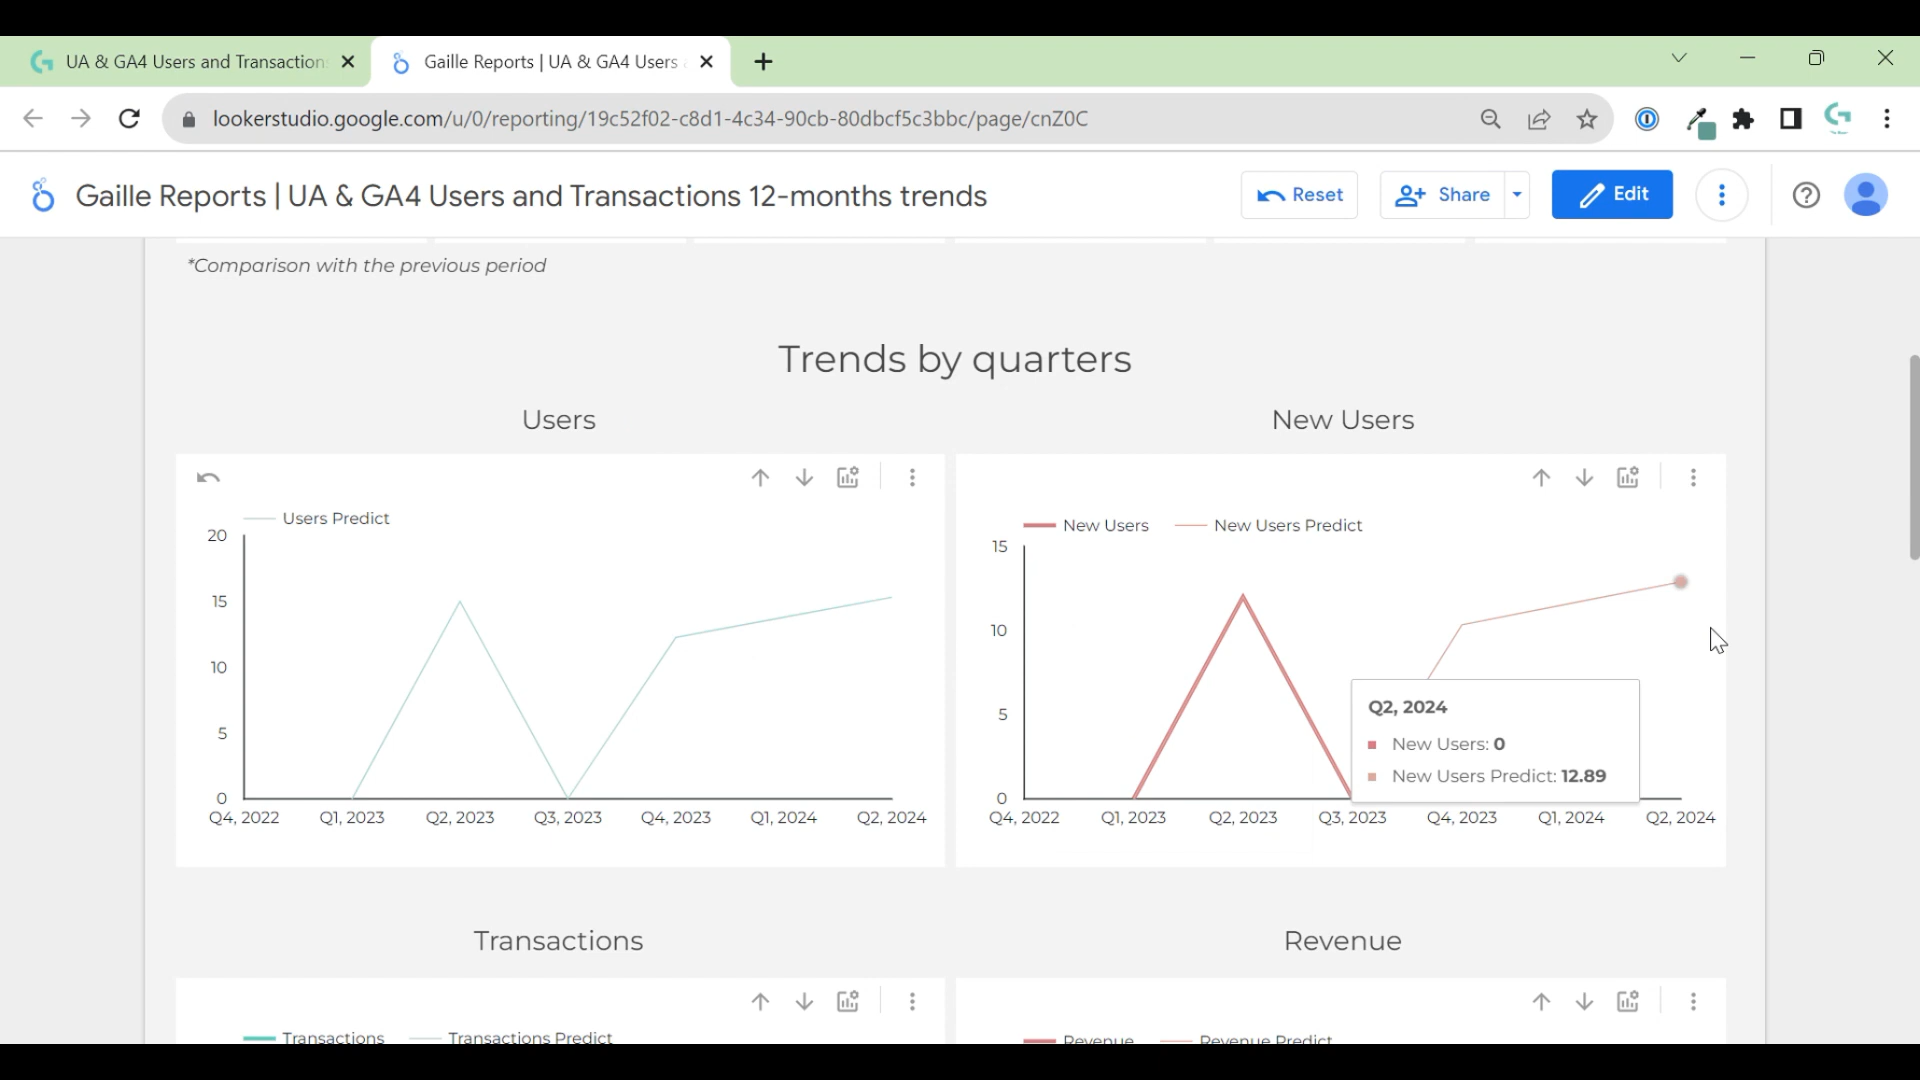 UA & GA4 Users and Transaction
Gaille Reports | UA & GA4 Users
lookerstudio.google.com/u/0/reporting/19c52f02-c8d1-4c34-90cb-80dbcf5c3bbc/page/cnZ0C
Gaille Reports | UA & GA4 Users and Transactions 12-months trends
Reset
Share
Edit
*Comparison with the previous period
Trends by quarters
Users
New Users
Users Predict
20
15
10
5
0
Q4, 2022 Q1, 2023 Q2, 2023 Q3, 2023 Q4, 2023 Q1, 2024 Q2, 2024
New Users New Users Predict
15
10
5
0
Q2, 2024
New Users: 0
New Users Predict: 12.89
Q4, 2022 Q1, 2023 Q2, 2023 Q3, 2023 Q4, 2023 Q1, 2024 Q2, 2024
Transactions
Revenue
Transactions Transactions Predict
Revenue Revenue Predict